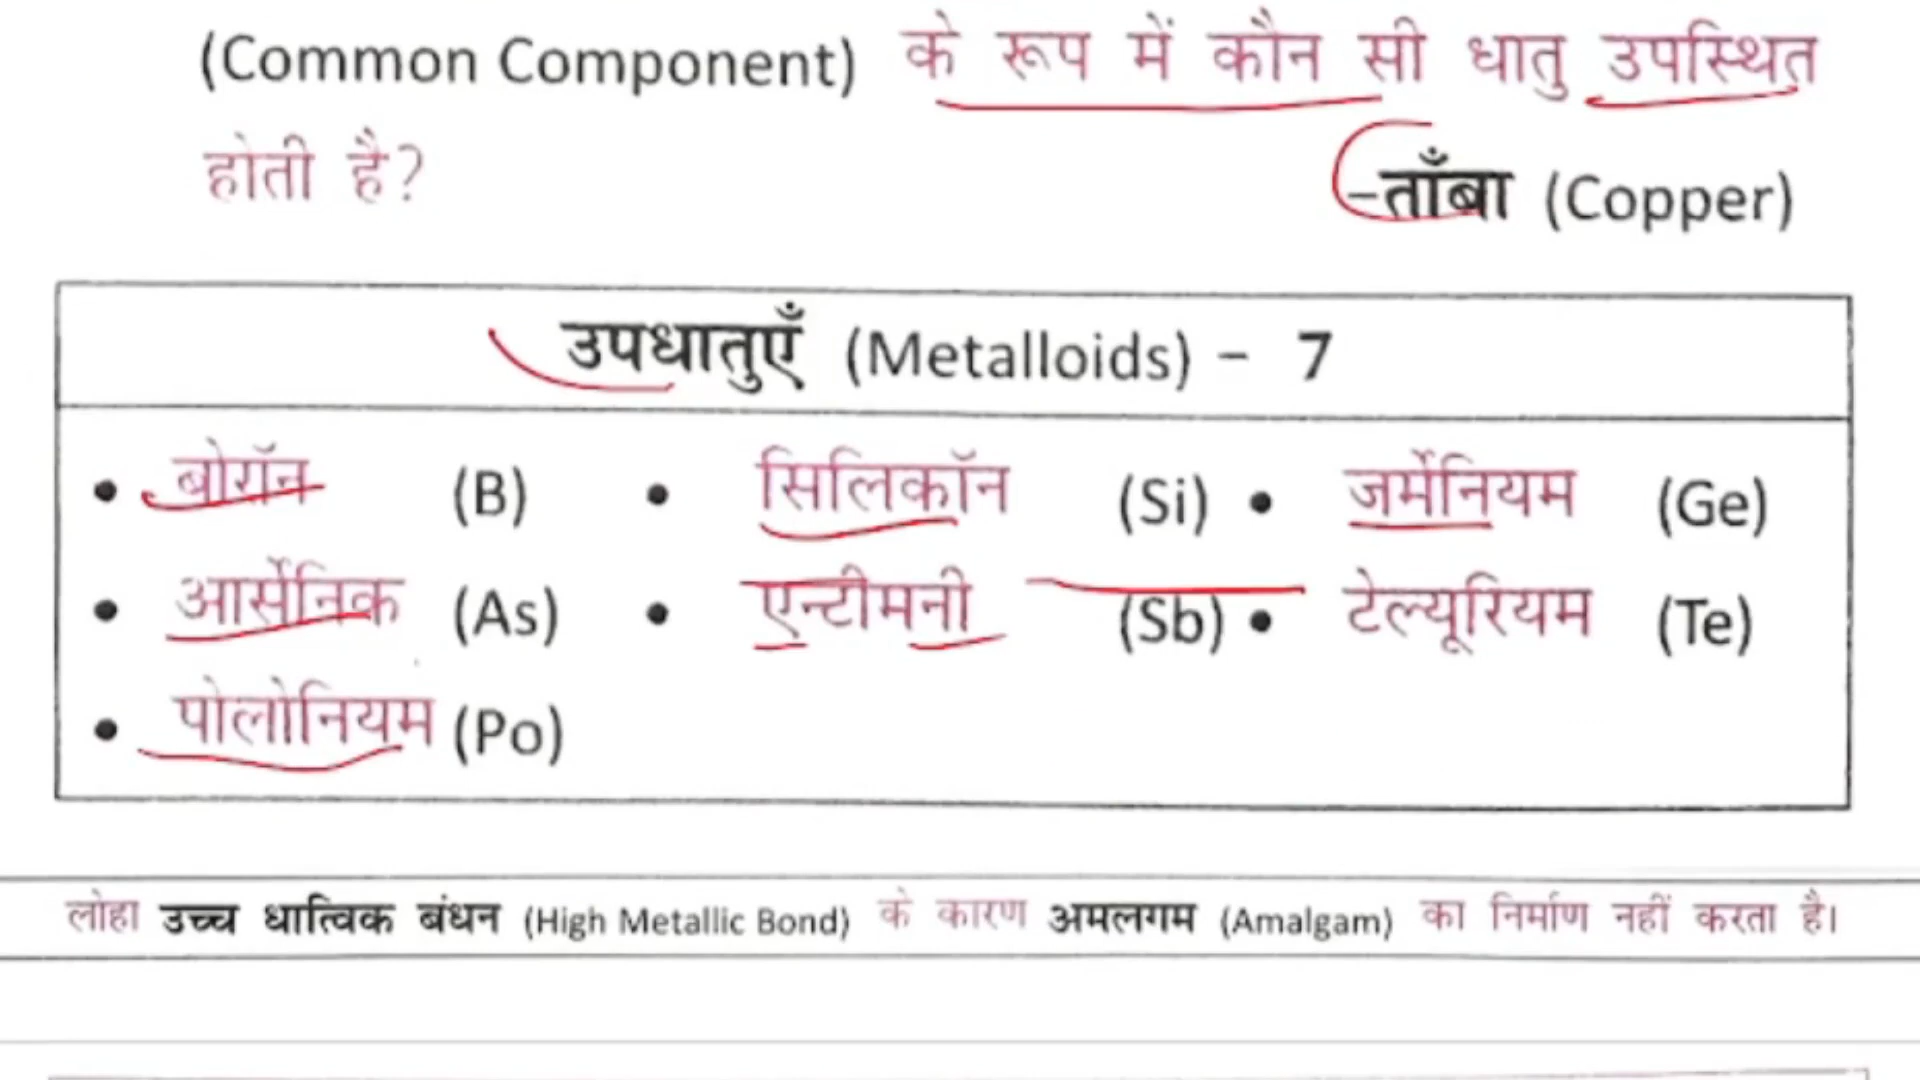 (Common Component) के रूप में कौन सी धातु उपस्थित
होती है?
–ताँबा (Copper)
उपधातुएँ (Metalloids) – 7
• बोरॉन (B) • सिलिकॉन (Si) • जर्मेनियम (Ge)
• आर्सेनिक (As) • एन्टीमनी (Sb) • टेल्यूरियम (Te)
• पोलोनियम (Po)
लोहा उच्च धात्विक बंधन (High Metallic Bond) के कारण अमलगम (Amalgam) का निर्माण नहीं करता है।